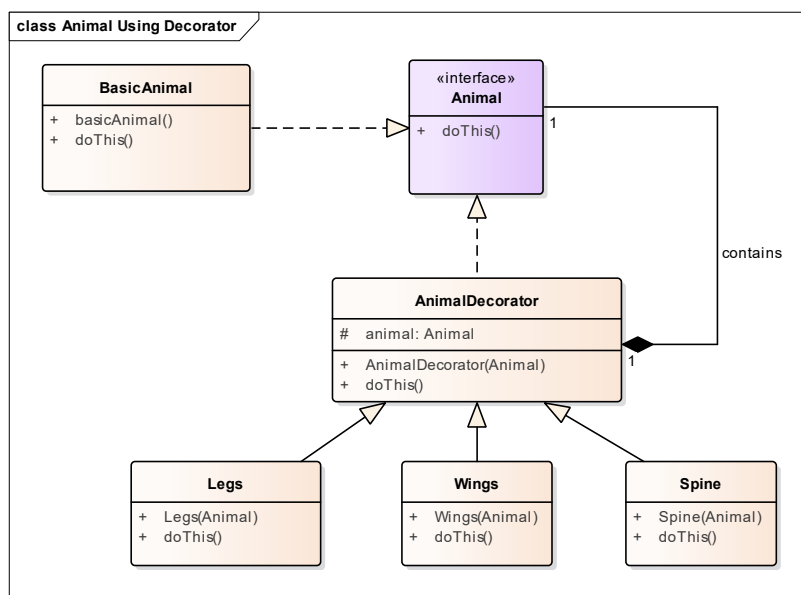 class Animal Using Decorator
BasicAnimal
+ basicAnimal()
+ doThis()
«interface»
Animal
+ doThis()
1
contains
AnimalDecorator
# animal: Animal
+ AnimalDecorator(Animal)
+ doThis()
1
Legs
+ Legs(Animal)
+ doThis()
Wings
+ Wings(Animal)
+ doThis()
Spine
+ Spine(Animal)
+ doThis()